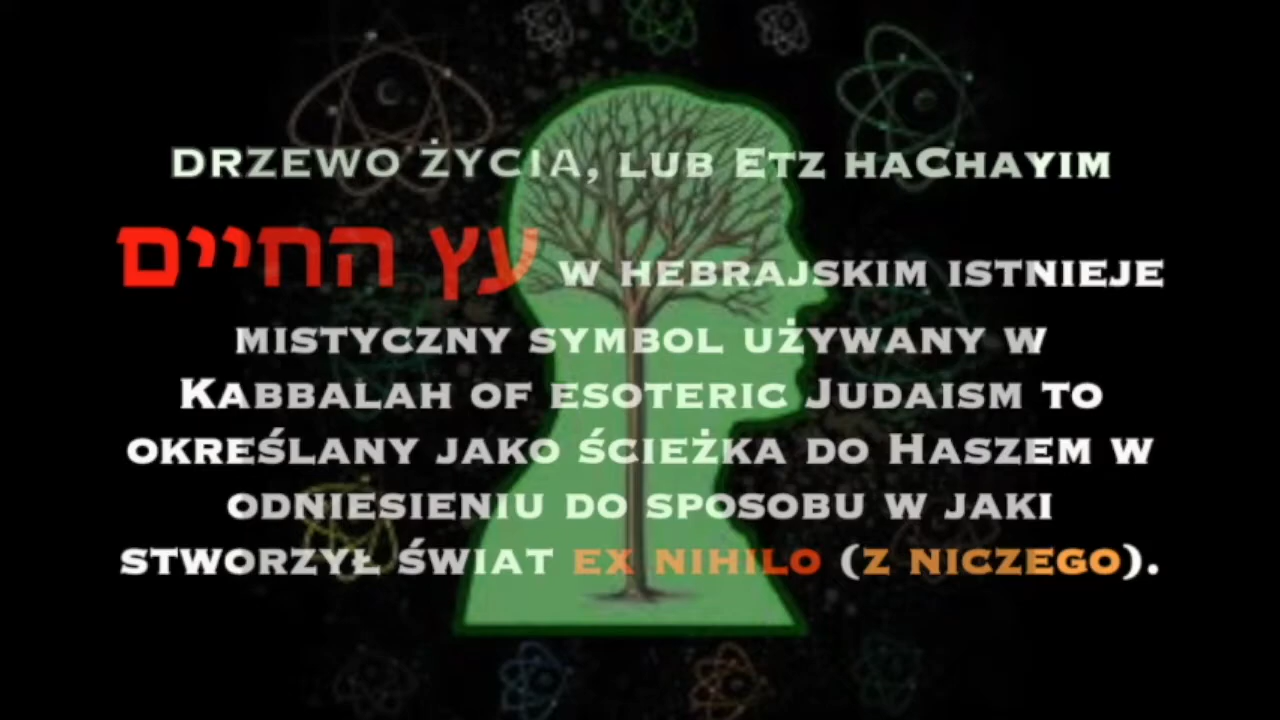 DRZEWO ŻYCIA, LUB ETZ HACHAYIM
עץ החיים W HEBRAJSKIM ISTNIEJE
MISTYCZNY SYMBOL UŻYWANY W
KABBALAH OF ESOTERIC JUDAISM TO
OKREŚLANY JAKO ŚCIEŻKA DO HASZEM W
ODNIESIENIU DO SPOSOBU W JAKI
STWORZYŁ ŚWIAT EX NIHILO (Z NICZEGO).